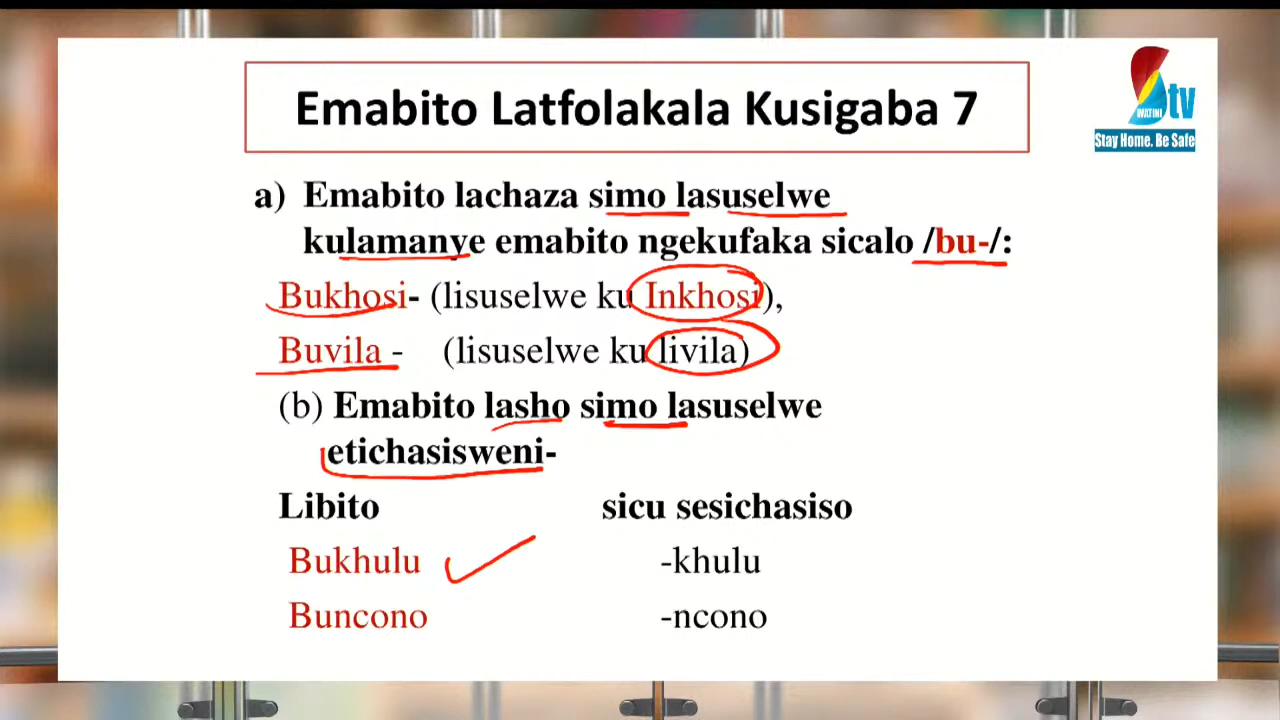 Emabito Latfolakala Kusigaba 7
tv
WATINI
Stay Home. Be Safe
a) Emabito lachaza simo lasuselwe
kulamanye emabito ngekufaka sicalo /bu-/:
Bukhosi- (lisuselwe ku Inkhosi),
Buvila - (lisuselwe ku livila)
(b) Emabito lasho simo lasuselwe
etichasisweni-
Libito sicu sesichasiso
Bukhulu -khulu
Buncono -ncono